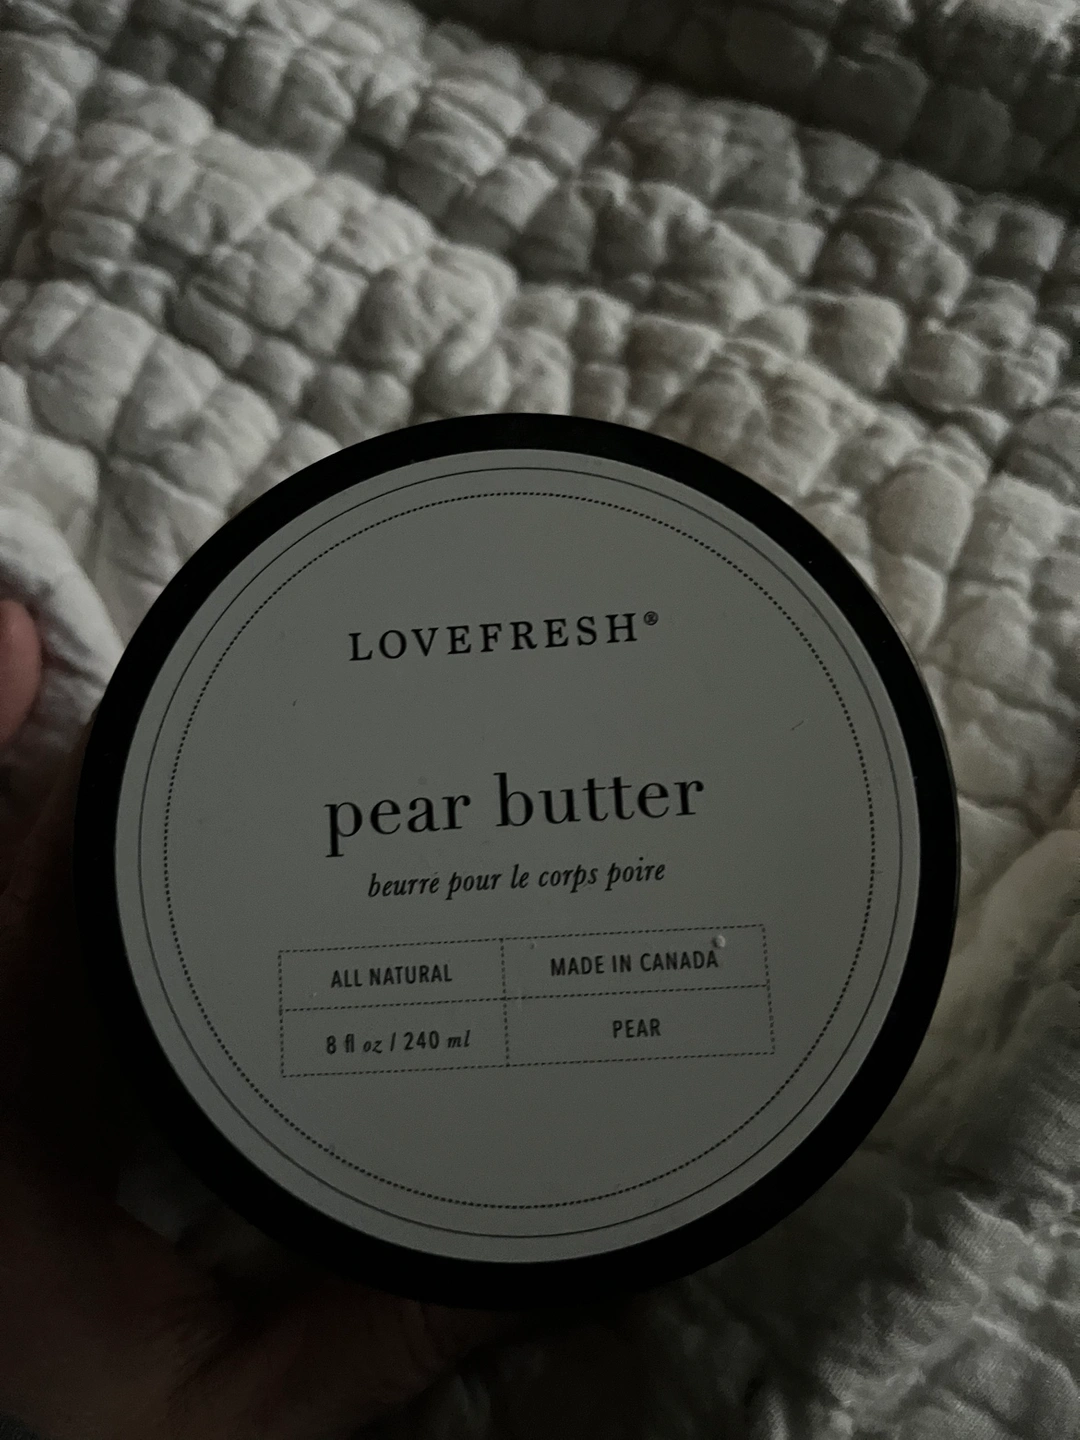 LOVEFRESH®
pear butter
beurre pour le corps poire
ALL NATURAL
MADE IN CANADA
8 fl oz / 240 ml
PEAR